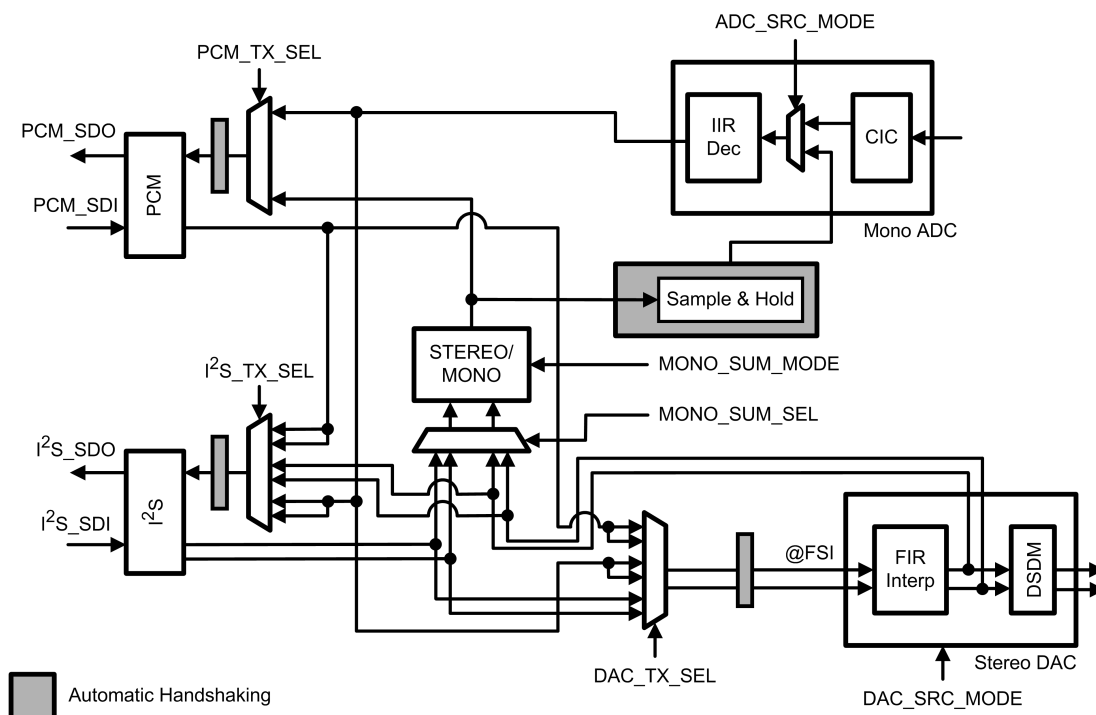 ADC_SRC_MODE
PCM_TX_SEL
PCM_SDO
PCM_SDI
PCM
IIR
Dec
CIC
Mono ADC
Sample & Hold
STEREO/
MONO
MONO_SUM_MODE
MONO_SUM_SEL
I²S_TX_SEL
I²S_SDO
I²S_SDI
I²S
@FSI
FIR
Interp
DSDM
Stereo DAC
DAC_TX_SEL
DAC_SRC_MODE
Automatic Handshaking